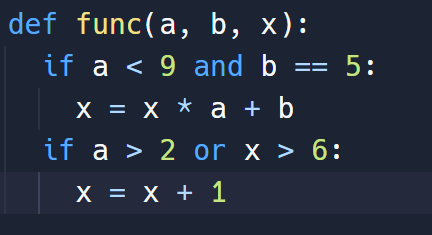 def func(a, b, x):
  if a < 9 and b == 5:
    x = x * a + b
  if a > 2 or x > 6:
    x = x + 1